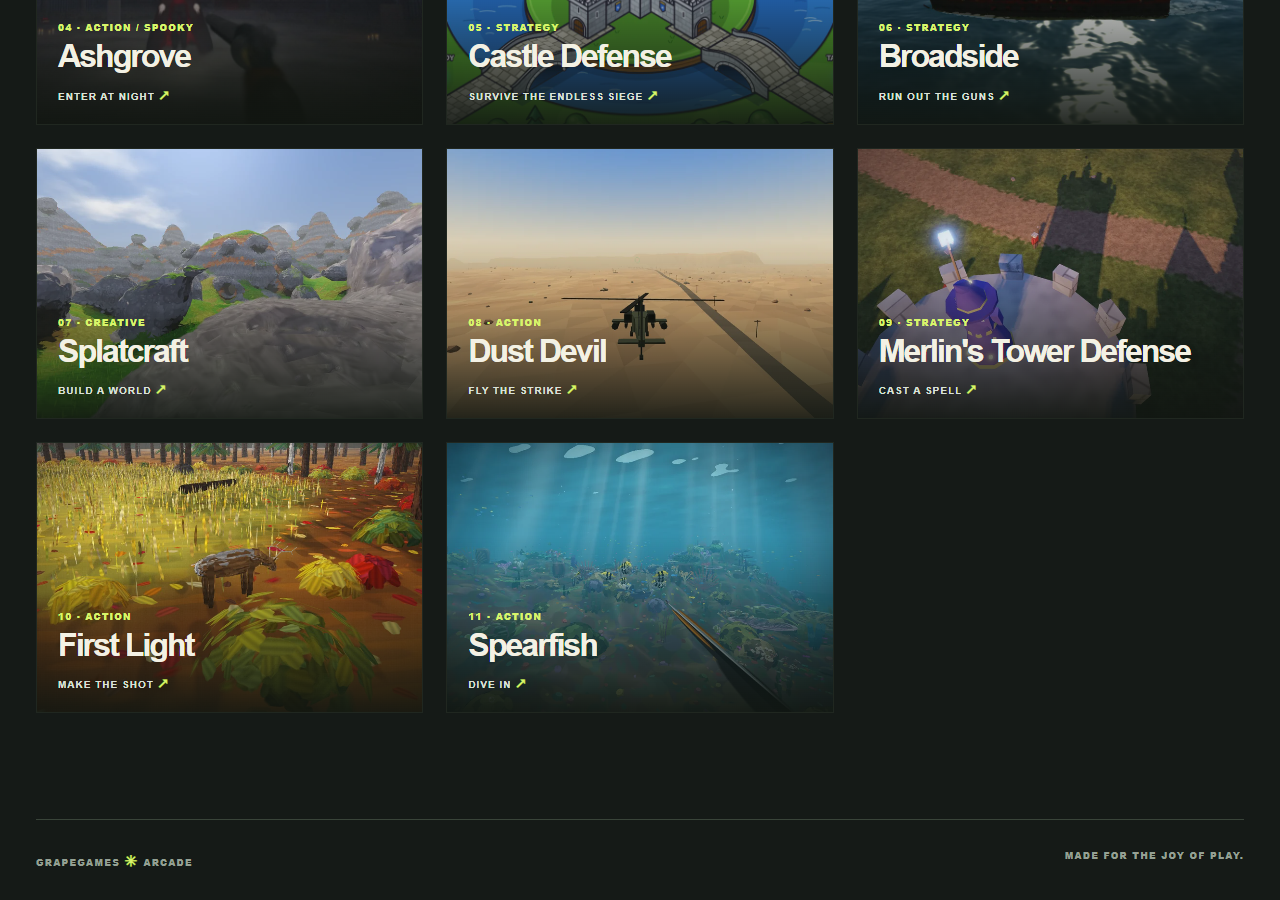 04 · ACTION / SPOOKY
Ashgrove
ENTER AT NIGHT ↗
05 · STRATEGY
Castle Defense
SURVIVE THE ENDLESS SIEGE ↗
06 · STRATEGY
Broadside
RUN OUT THE GUNS ↗
07 · CREATIVE
Splatcraft
BUILD A WORLD ↗
08 · ACTION
Dust Devil
FLY THE STRIKE ↗
09 · STRATEGY
Merlin's Tower Defense
CAST A SPELL ↗
10 · ACTION
First Light
MAKE THE SHOT ↗
11 · ACTION
Spearfish
DIVE IN ↗
GRAPEGAMES ✳ ARCADE
MADE FOR THE JOY OF PLAY.